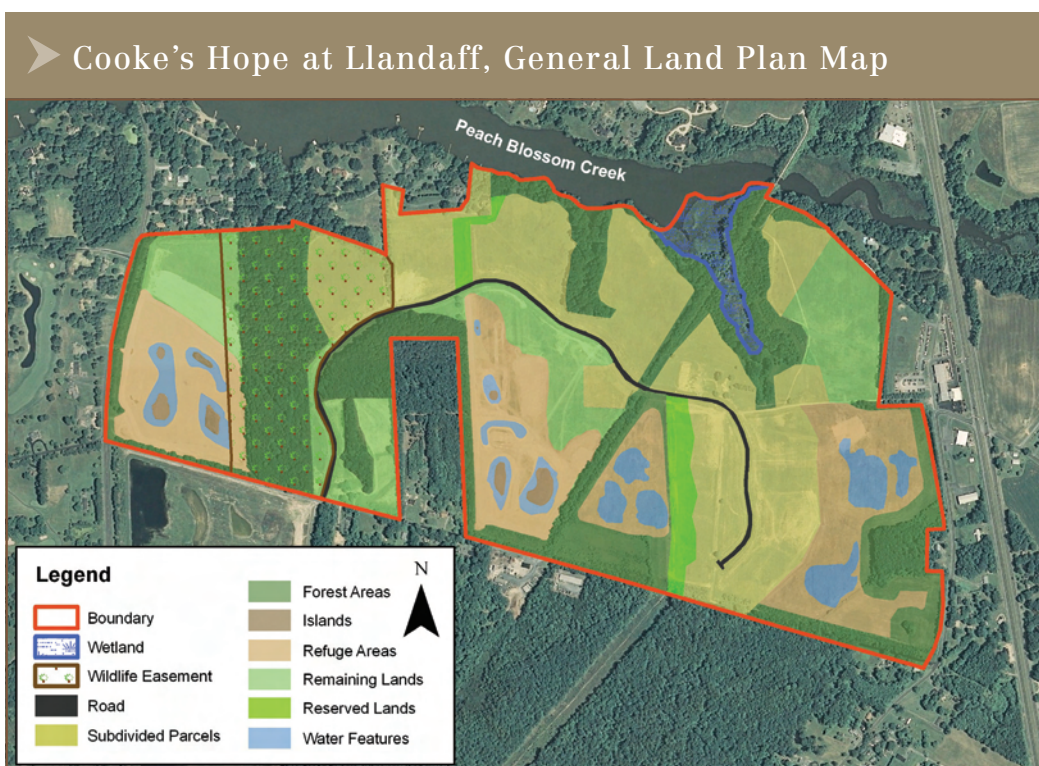 Cooke's Hope at Llandaff, General Land Plan Map
Peach Blossom Creek
Legend
Boundary
Wetland
Wildlife Easement
Road
Subdivided Parcels
Forest Areas
Islands
Refuge Areas
Remaining Lands
Reserved Lands
Water Features
N